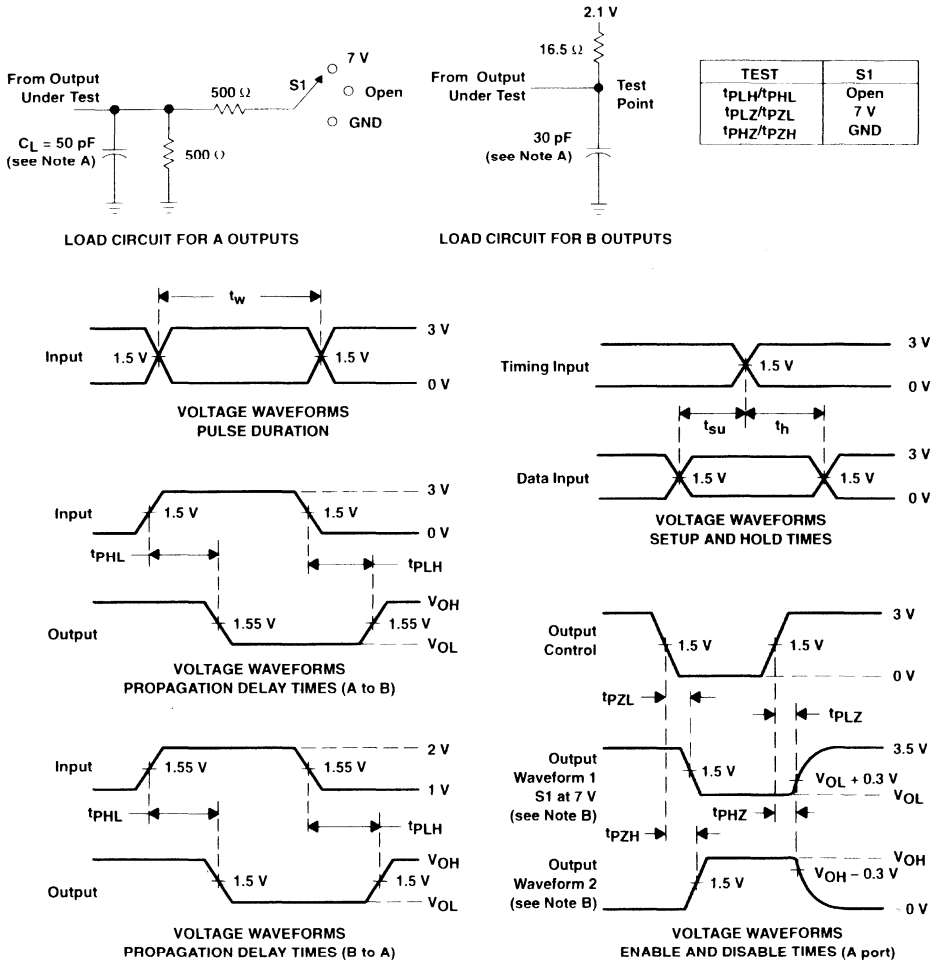 7 V
S1
Open
GND
500 Ω
From Output
Under Test
CL = 50 pF
(see Note A)
500 Ω
LOAD CIRCUIT FOR A OUTPUTS
2.1 V
16.5 Ω
From Output
Under Test
Test
Point
30 pF
(see Note A)
LOAD CIRCUIT FOR B OUTPUTS
TEST S1
tPLH/tPHL Open
tPLZ/tPZL 7 V
tPHZ/tPZH GND
tw
Input
1.5 V
1.5 V
3 V
0 V
VOLTAGE WAVEFORMS
PULSE DURATION
Timing Input
1.5 V
3 V
0 V
tsu
th
Data Input
1.5 V
1.5 V
3 V
0 V
VOLTAGE WAVEFORMS
SETUP AND HOLD TIMES
Input
1.5 V
1.5 V
3 V
0 V
tPHL
tPLH
Output
1.55 V
1.55 V
VOH
VOL
VOLTAGE WAVEFORMS
PROPAGATION DELAY TIMES (A to B)
Input
1.55 V
1.55 V
2 V
1 V
tPHL
tPLH
Output
1.5 V
1.5 V
VOH
VOL
VOLTAGE WAVEFORMS
PROPAGATION DELAY TIMES (B to A)
Output
Control
1.5 V
1.5 V
3 V
0 V
tPZL
tPLZ
Output
Waveform 1
S1 at 7 V
(see Note B)
1.5 V
3.5 V
VOL + 0.3 V
VOL
tPHZ
tPZH
Output
Waveform 2
(see Note B)
1.5 V
VOH
VOH – 0.3 V
0 V
VOLTAGE WAVEFORMS
ENABLE AND DISABLE TIMES (A port)